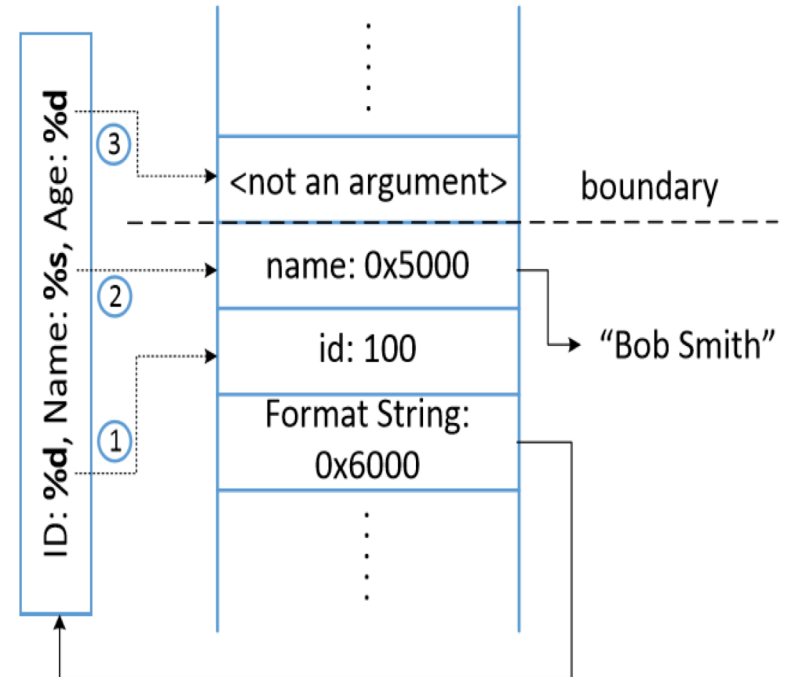 ID: %d, Name: %s, Age: %d
3
<not an argument>
boundary
2
name: 0x5000
id: 100
"Bob Smith"
1
Format String:
0x6000